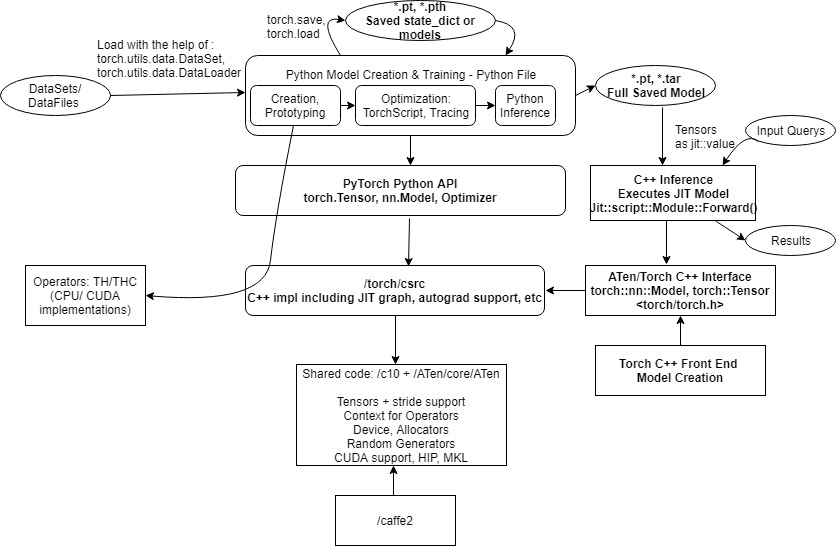 *.pt, *.pth
Saved state_dict or
models
torch.save,
torch.load
Load with the help of :
torch.utils.data.DataSet,
torch.utils.data.DataLoader
DataSets/
DataFiles
Python Model Creation & Training - Python File
Creation,
Prototyping
Optimization:
TorchScript, Tracing
Python
Inference
*.pt, *.tar
Full Saved Model
Tensors
as jit::value
Input Querys
PyTorch Python API
torch.Tensor, nn.Model, Optimizer
C++ Inference
Executes JIT Model
Jit::script::Module::Forward()
Results
Operators: TH/THC
(CPU/ CUDA
implementations)
/torch/csrc
C++ impl including JIT graph, autograd support, etc
ATen/Torch C++ Interface
torch::nn::Model, torch::Tensor
<torch/torch.h>
Torch C++ Front End
Model Creation
Shared code: /c10 + /ATen/core/ATen
Tensors + stride support
Context for Operators
Device, Allocators
Random Generators
CUDA support, HIP, MKL
/caffe2